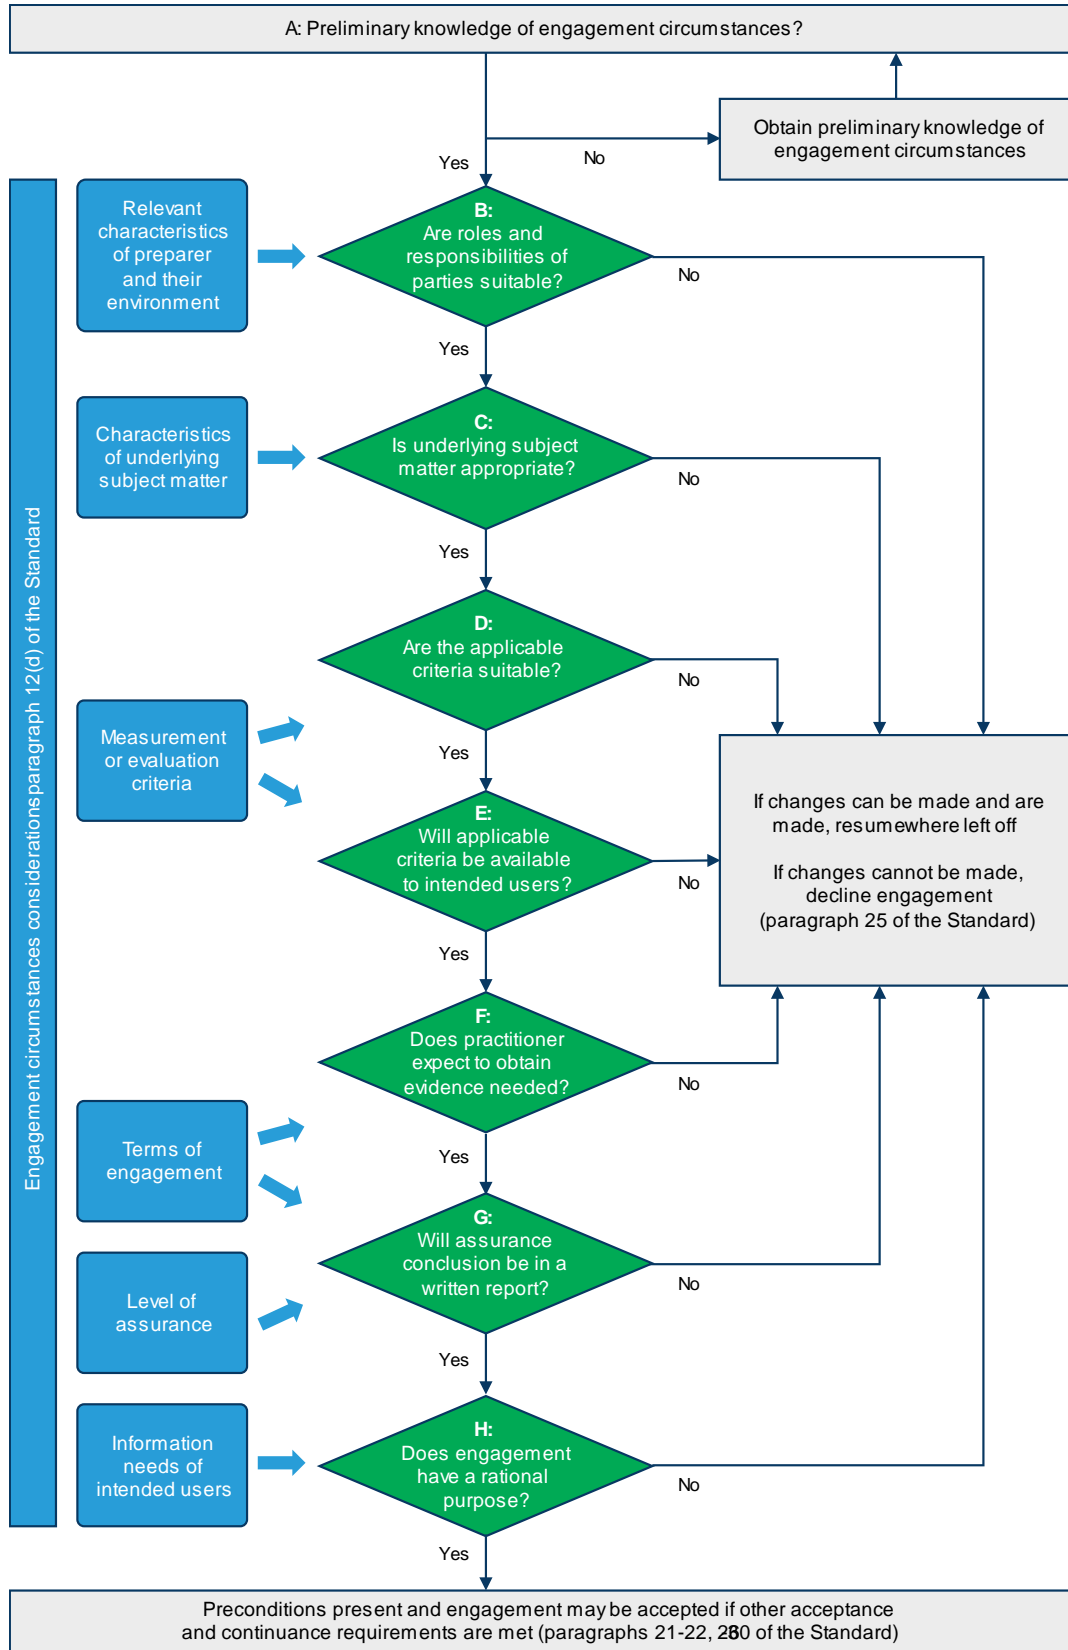 A: Preliminary knowledge of engagement circumstances?
Obtain preliminary knowledge of
engagement circumstances
Yes
No
Engagement circumstances considerationsparagraph 12(d) of the Standard
Relevant
characteristics
of preparer
and their
environment
B:
Are roles and
responsibilities of
parties suitable?
No
Yes
Characteristics
of underlying
subject matter
C:
Is underlying subject
matter appropriate?
No
Yes
D:
Are the applicable
criteria suitable?
No
Yes
Measurement
or evaluation
criteria
E:
Will applicable
criteria be available
to intended users?
No
If changes can be made and are
made, resumewhere left off
If changes cannot be made,
decline engagement
(paragraph 25 of the Standard)
Yes
F:
Does practitioner
expect to obtain
evidence needed?
No
Yes
Terms of
engagement
G:
Will assurance
conclusion be in a
written report?
No
Yes
Level of
assurance
Information
needs of
intended users
H:
Does engagement
have a rational
purpose?
No
Yes
Preconditions present and engagement may be accepted if other acceptance
and continuance requirements are met (paragraphs 21-22, of the Standard)